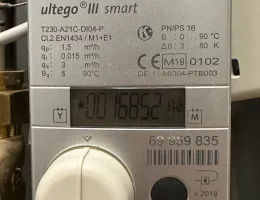 ultego® III smart
T230-A21C-DI04-P
CL2 EN1434 / M1+E1
qp : 1,5 m³/h
qi : 0,015 m³/h
qs : 3 m³/h
θq: 5 ... 90°C
PN/PS 16
θ : 0...90°C
Δθ: 3...80 K
CE M19 0102
DE-11-MI004-PTB003
*0016852
Y
M
69 959 835
2019